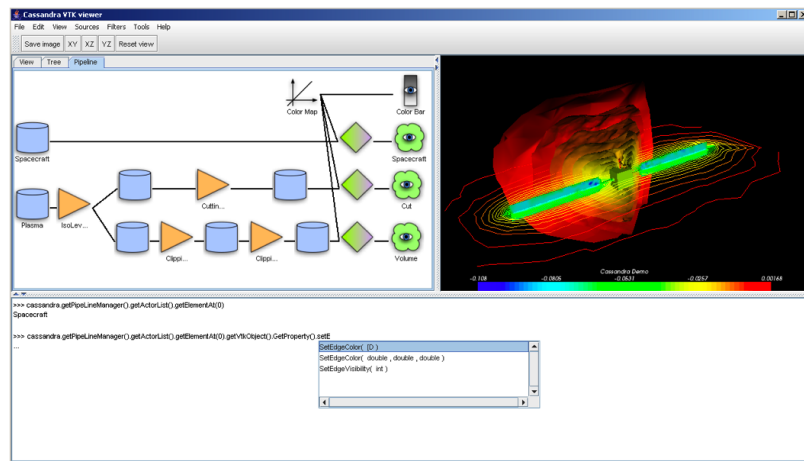 Cassandra VTK viewer
File Edit View Sources Filters Tools Help
Save image XY XZ YZ Reset view
View Tree Pipeline
Color Map
Color Bar
Spacecraft
Spacecraft
Cuttin...
Cut
Plasma
IsoLev...
Clippi...
Clippi...
Volume
Cassandra Demo
-0.108 -0.0805 -0.0531 -0.0257 0.00168
>>> cassandra.getPipeLineManager().getActorList().getElementAt(0)
Spacecraft
>>> cassandra.getPipeLineManager().getActorList().getElementAt(0).getVtkObject().GetProperty().setE
...
SetEdgeColor( [D )
SetEdgeColor( double , double , double )
SetEdgeVisibility( int )